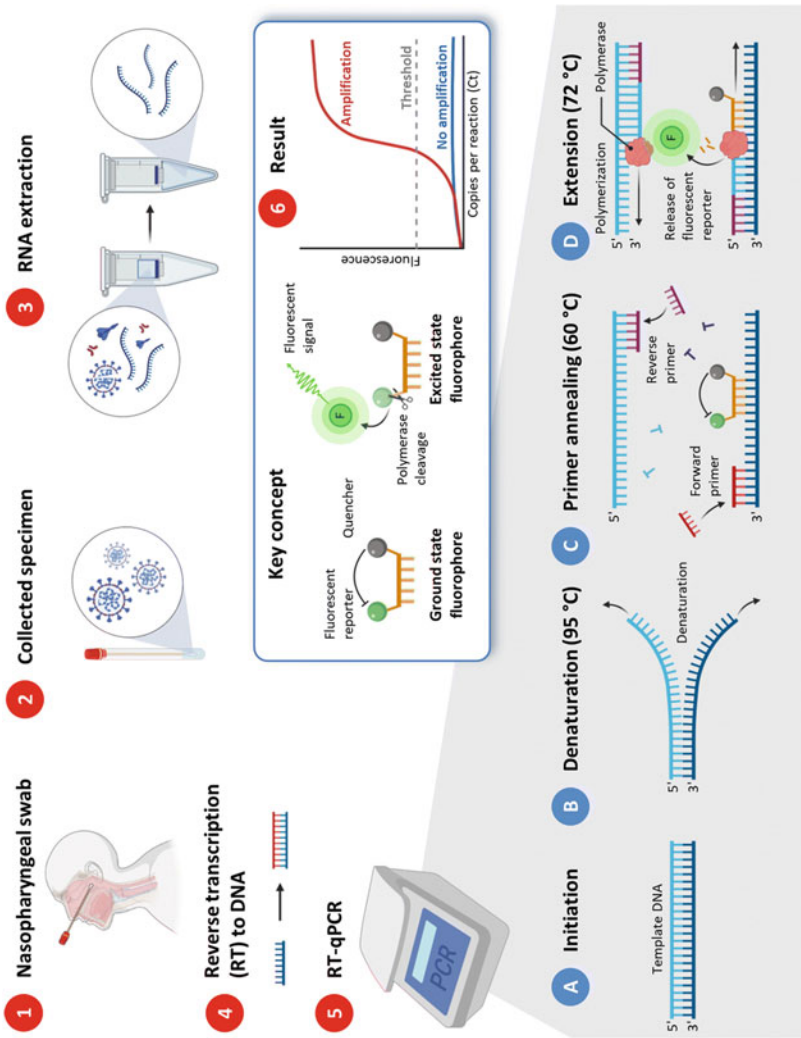 1 Nasopharyngeal swab
2 Collected specimen
3 RNA extraction
4 Reverse transcription
(RT) to DNA
5 RT-qPCR
PCR
Key concept
Fluorescent
reporter
Quencher
Ground state
fluorophore
Fluorescent
signal
F
Polymerase
cleavage
Excited state
fluorophore
6 Result
Fluorescence
Amplification
Threshold
No amplification
Copies per reaction (Ct)
A Initiation
5'
Template DNA
3'
B Denaturation (95 °C)
5'
3'
Denaturation
C Primer annealing (60 °C)
5'
Reverse
primer
Forward
primer
3'
D Extension (72 °C)
Polymerization
Polymerase
5'
3'
F
Release of
fluorescent
reporter
5'
3'